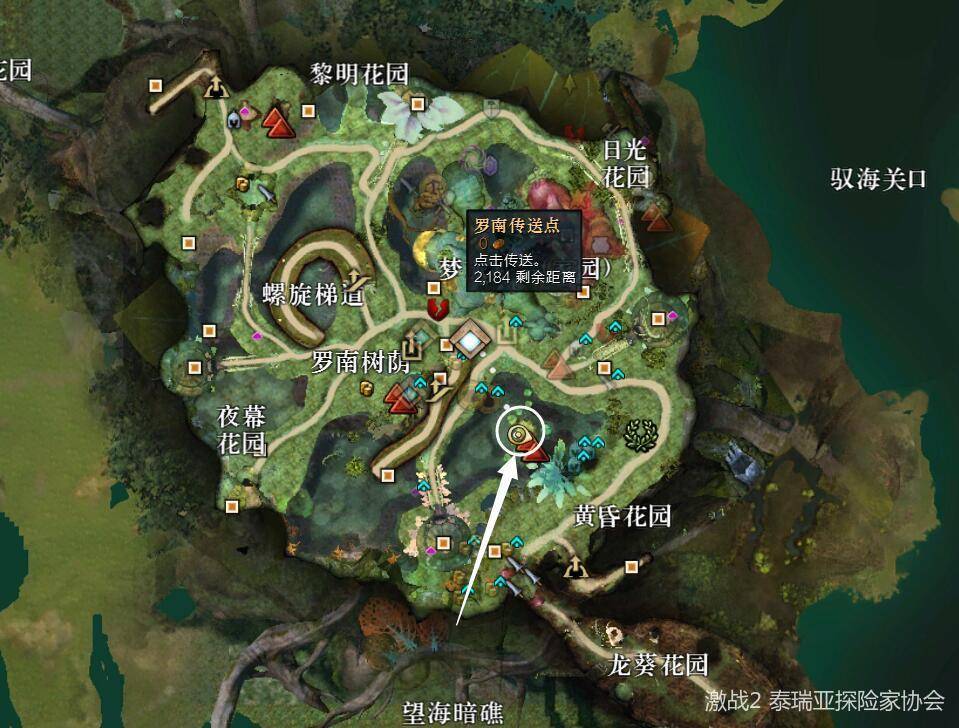 花园
黎明花园
日光
花园
驭海关口
罗南传送点
0
点击传送。
2,184 剩余距离
梦
园）
螺旋梯道
罗南树荫
夜幕
花园
黄昏花园
龙葵花园
望海暗礁
激战2 泰瑞亚探险家协会